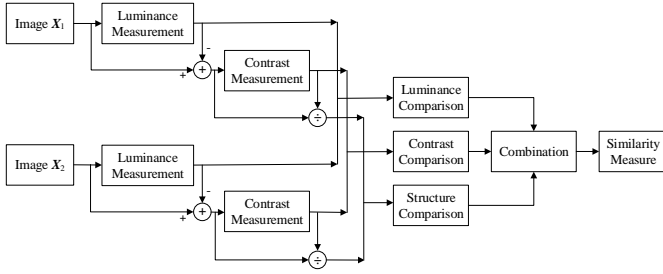 Image X1
Luminance
Measurement
-
+
+
Contrast
Measurement
÷
Luminance
Comparison
Image X2
Luminance
Measurement
-
+
+
Contrast
Measurement
÷
Contrast
Comparison
Structure
Comparison
Combination
Similarity
Measure